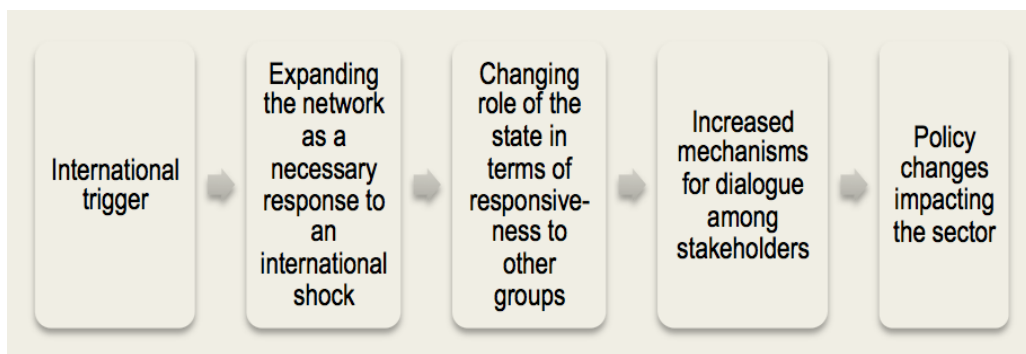 International
trigger
Expanding
the network
as a
necessary
response to
an
international
shock
Changing
role of the
state in
terms of
responsive-
ness to
other
groups
Increased
mechanisms
for dialogue
among
stakeholders
Policy
changes
impacting
the sector